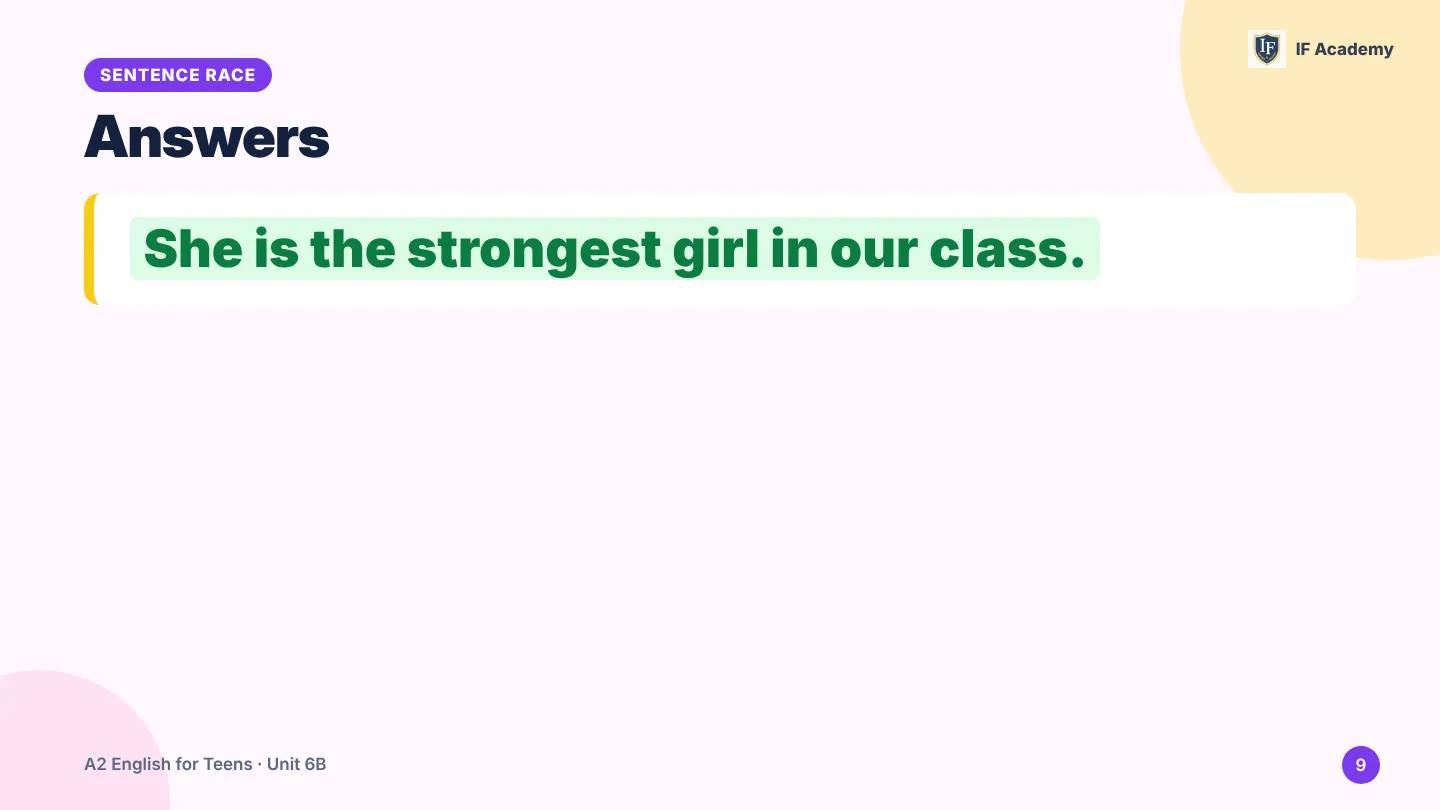 IF
IF Academy
SENTENCE RACE
Answers
She is the strongest girl in our class.
A2 English for Teens · Unit 6B
9